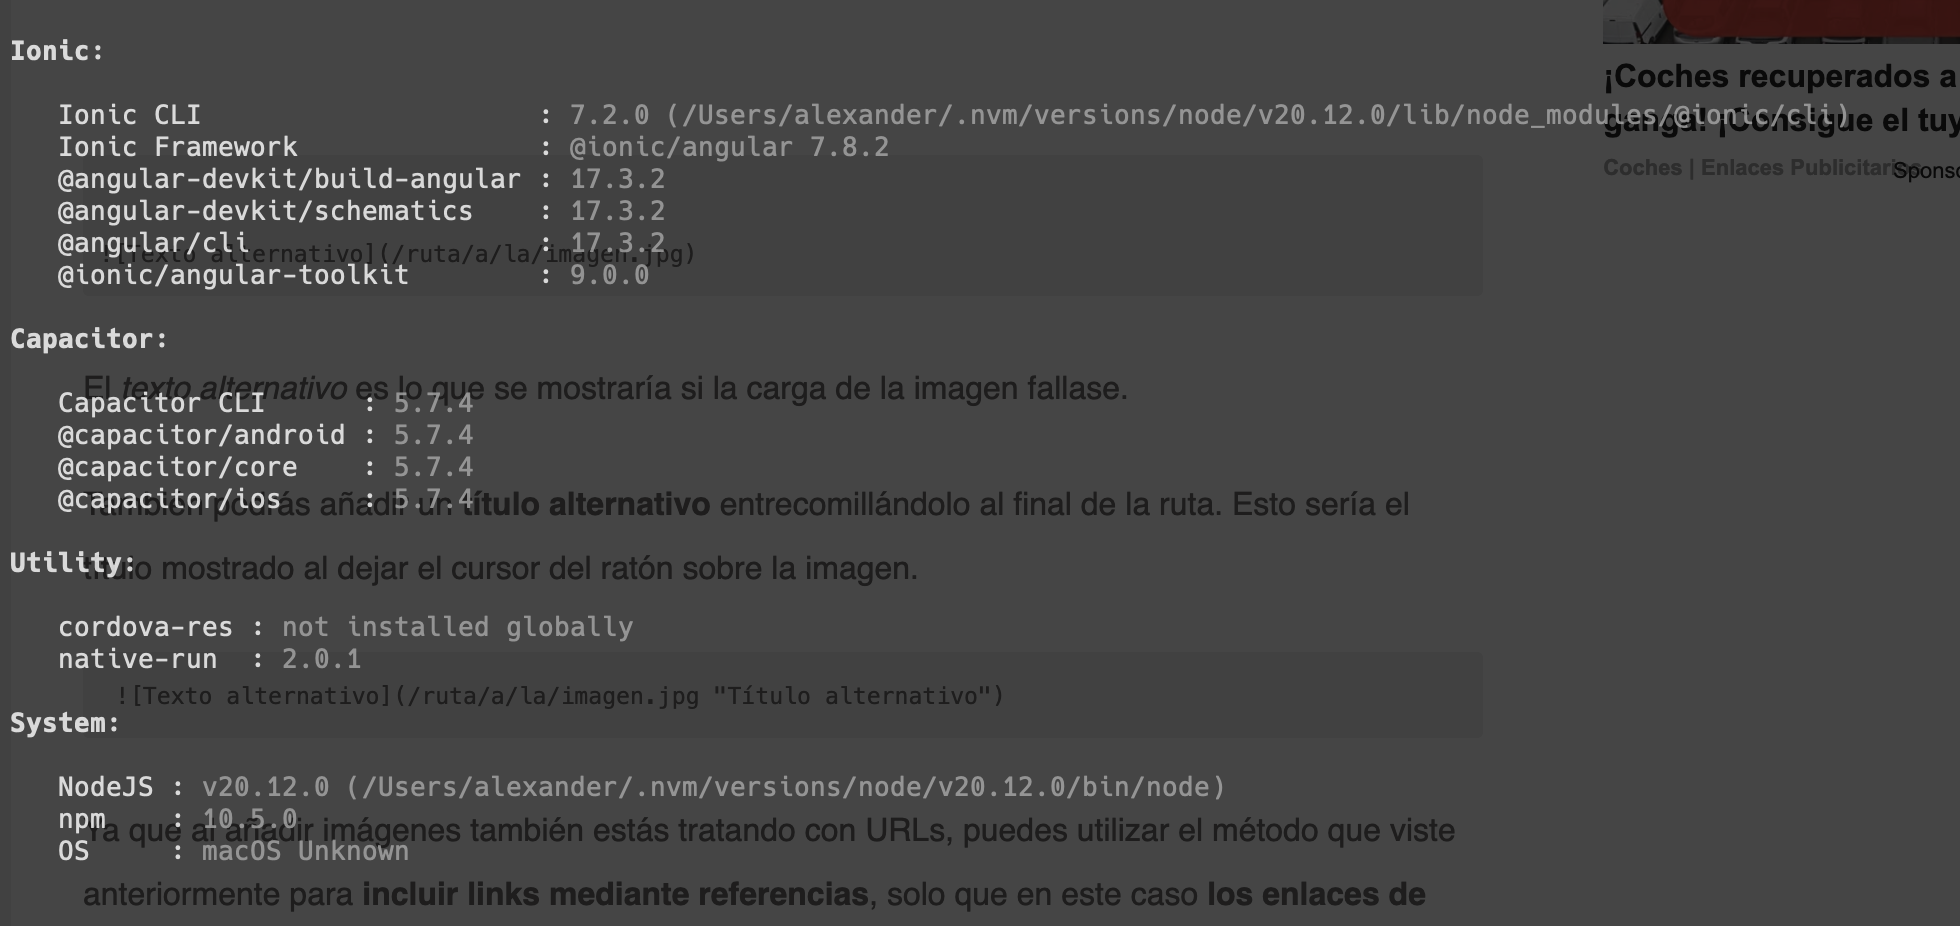 Ionic:
Ionic CLI : 7.2.0 (/Users/alexander/.nvm/versions/node/v20.12.0/lib/node_modules/@ionic/cli)
Ionic Framework : @ionic/angular 7.8.2
@angular-devkit/build-angular : 17.3.2
@angular-devkit/schematics : 17.3.2
@angular/cli : 17.3.2
@ionic/angular-toolkit : 9.0.0
Capacitor:
Capacitor CLI : 5.7.4
@capacitor/android : 5.7.4
@capacitor/core : 5.7.4
@capacitor/ios : 5.7.4
Utility:
cordova-res : not installed globally
native-run : 2.0.1
System:
NodeJS : v20.12.0 (/Users/alexander/.nvm/versions/node/v20.12.0/bin/node)
npm : 10.5.0
OS : macOS Unknown
![Texto alternativo](/ruta/a/la/imagen.jpg)
El texto alternativo es lo que se mostraría si la carga de la imagen fallase.
También podrás añadir un título alternativo entrecomillándolo al final de la ruta. Esto sería el
título mostrado al dejar el cursor del ratón sobre la imagen.
![Texto alternativo](/ruta/a/la/imagen.jpg "Título alternativo")
Ya que al añadir imágenes también estás tratando con URLs, puedes utilizar el método que viste
anteriormente para incluir links mediante referencias, solo que en este caso los enlaces de
¡Coches recuperados a
ganga! ¡Consigue el tuy
Coches | Enlaces Publicitarios
Sponso